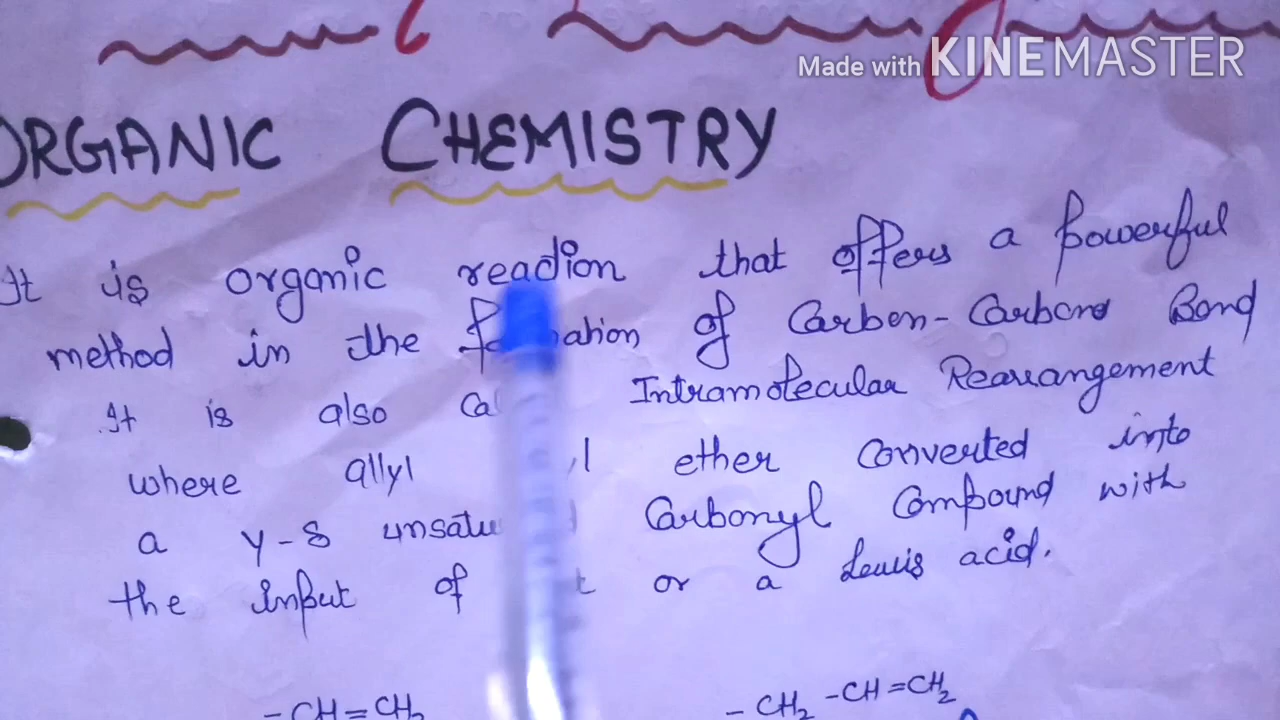 Made with KINEMASTER
ORGANIC CHEMISTRY
It is organic reaction that offers a powerful
method in the of Carbon-Carbon Bond
It is also Intramolecular Rearrangement
where allyl ether converted into
a γ-δ Carbonyl Compound with
the input of or a Lewis acid.
-CH=CH₂ -CH₂-CH=CH₂